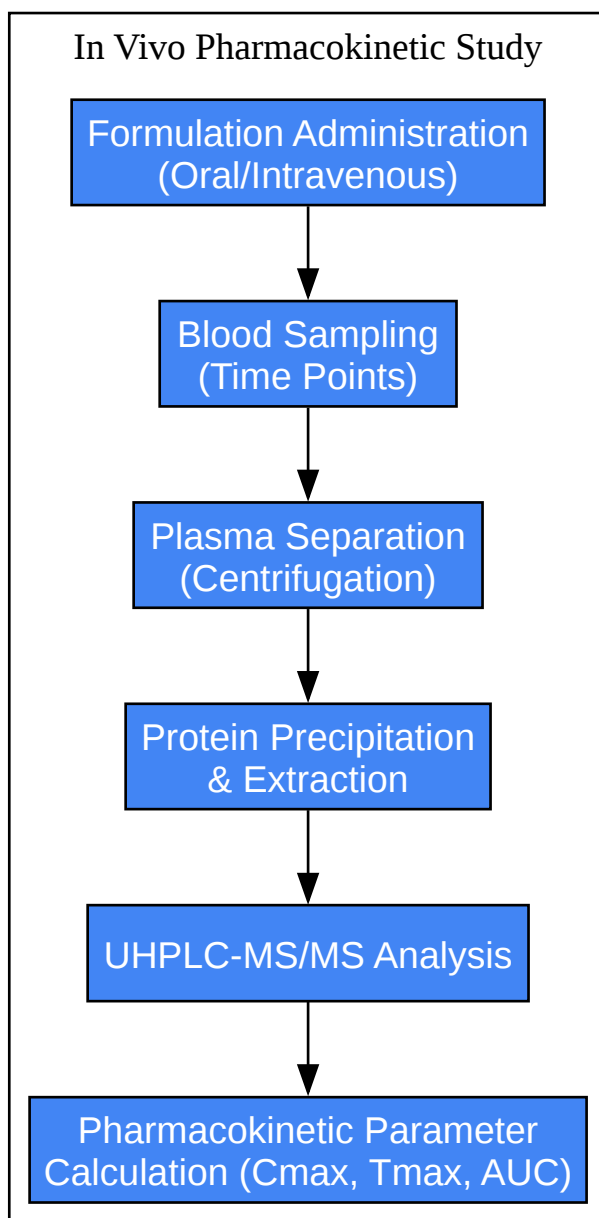 In Vivo Pharmacokinetic Study
Formulation Administration
(Oral/Intravenous)
Blood Sampling
(Time Points)
Plasma Separation
(Centrifugation)
Protein Precipitation
& Extraction
UHPLC-MS/MS Analysis
Pharmacokinetic Parameter
Calculation (Cmax, Tmax, AUC)